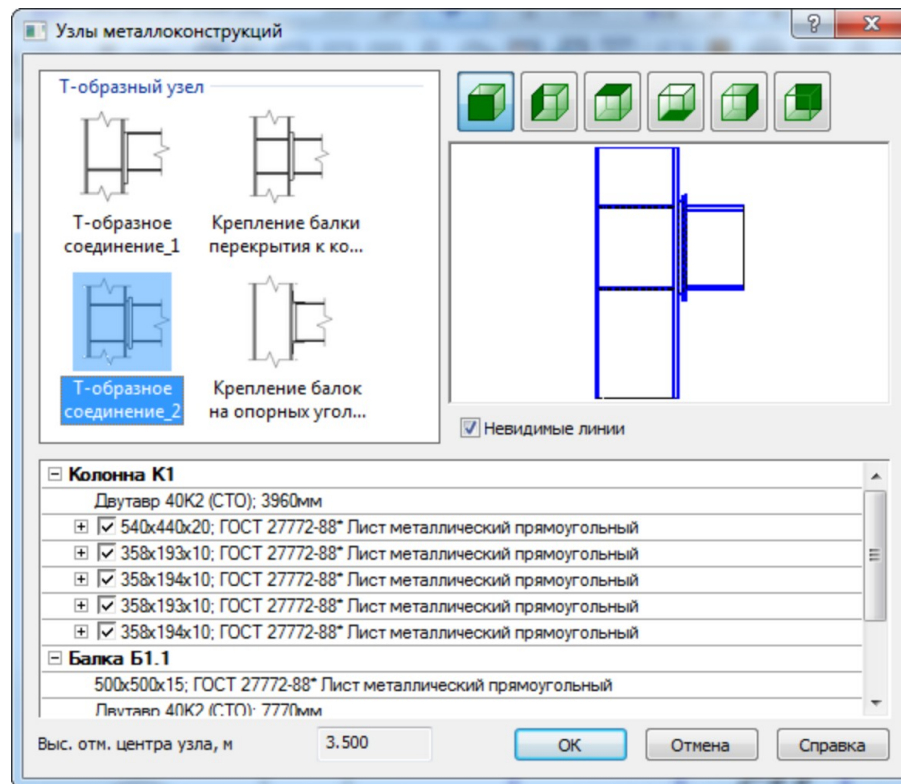 Узлы металлоконструкций
Т-образный узел
Т-образное
соединение_1
Крепление балки
перекрытия к ко...
Т-образное
соединение_2
Крепление балок
на опорных угол...
Невидимые линии
Колонна К1
Двутавр 40К2 (СТО); 3960мм
540x440x20; ГОСТ 27772-88* Лист металлический прямоугольный
358x193x10; ГОСТ 27772-88* Лист металлический прямоугольный
358x194x10; ГОСТ 27772-88* Лист металлический прямоугольный
358x193x10; ГОСТ 27772-88* Лист металлический прямоугольный
358x194x10; ГОСТ 27772-88* Лист металлический прямоугольный
Балка Б1.1
500x500x15; ГОСТ 27772-88* Лист металлический прямоугольный
Двутавр 40К2 (СТО); 7770мм
Выс. отм. центра узла, м
3.500
ОК
Отмена
Справка